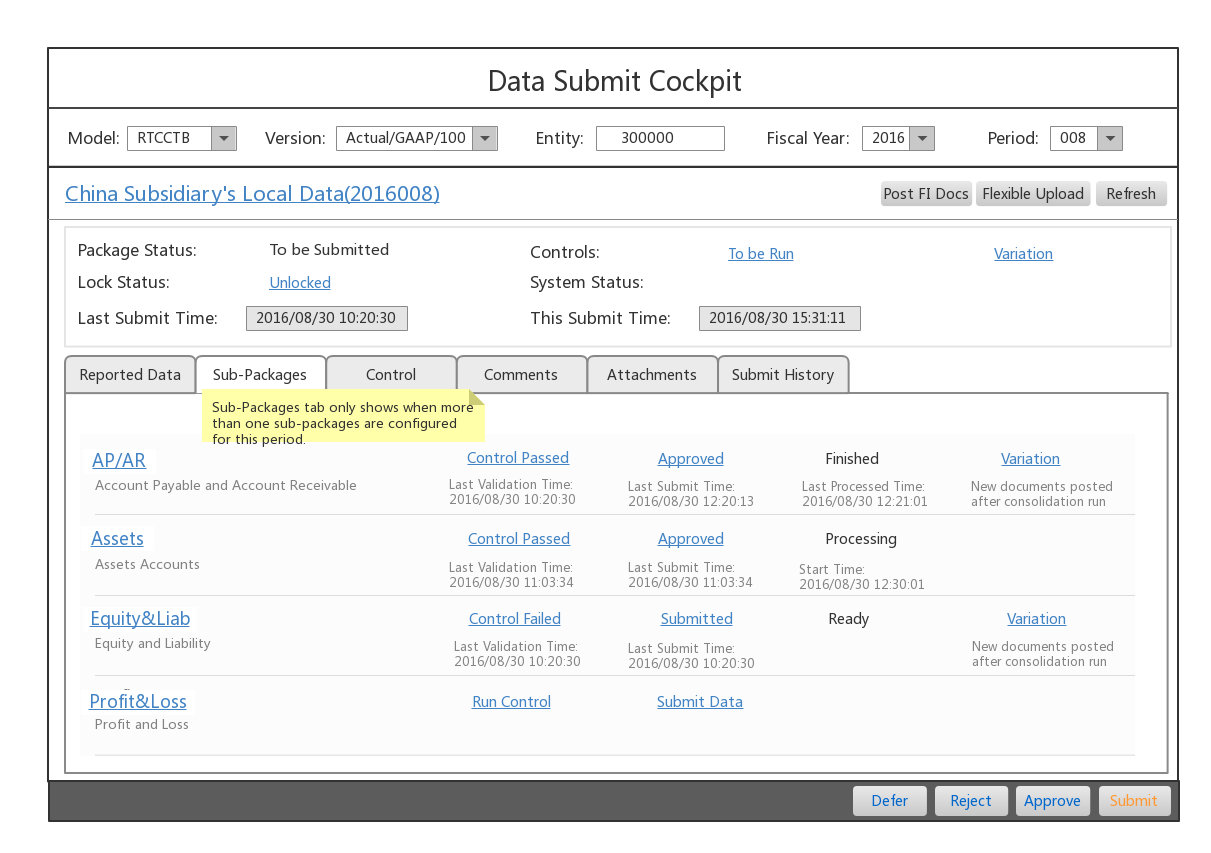 Data Submit Cockpit
Model: RTCCTB Version: Actual/GAAP/100 Entity: 300000 Fiscal Year: 2016 Period: 008
China Subsidiary's Local Data(2016008) Post FI Docs Flexible Upload Refresh
Package Status: To be Submitted Controls: To be Run Variation
Lock Status: Unlocked System Status:
Last Submit Time: 2016/08/30 10:20:30 This Submit Time: 2016/08/30 15:31:11
Reported Data Sub-Packages Control Comments Attachments Submit History
Sub-Packages tab only shows when more
than one sub-packages are configured
for this period.
AP/AR Control Passed Approved Finished Variation
Account Payable and Account Receivable Last Validation Time: Last Submit Time: Last Processed Time: New documents posted
2016/08/30 10:20:30 2016/08/30 12:20:13 2016/08/30 12:21:01 after consolidation run
Assets Control Passed Approved Processing
Assets Accounts Last Validation Time: Last Submit Time: Start Time:
2016/08/30 11:03:34 2016/08/30 11:03:34 2016/08/30 12:30:01
Equity&Liab Control Failed Submitted Ready Variation
Equity and Liability Last Validation Time: Last Submit Time: New documents posted
2016/08/30 10:20:30 2016/08/30 10:20:30 after consolidation run
Profit&Loss Run Control Submit Data
Profit and Loss
Defer Reject Approve Submit